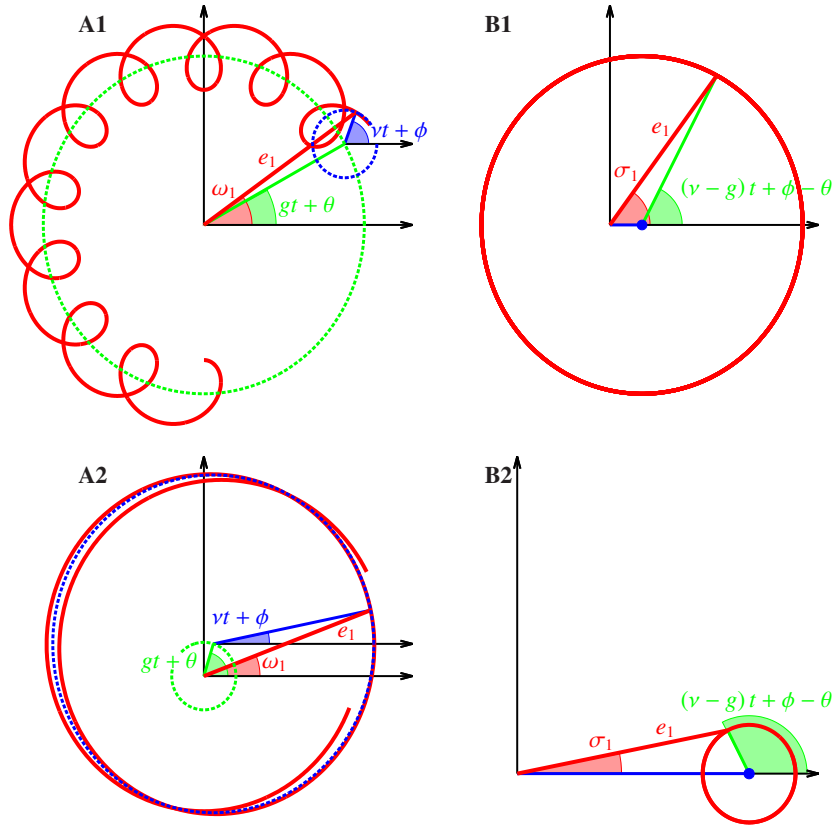 A1
νt + ϕ
e₁
ω₁
gt + θ
B1
e₁
σ₁
(ν − g) t + ϕ − θ
A2
νt + ϕ
e₁
gt + θ
ω₁
B2
(ν − g) t + ϕ − θ
e₁
σ₁